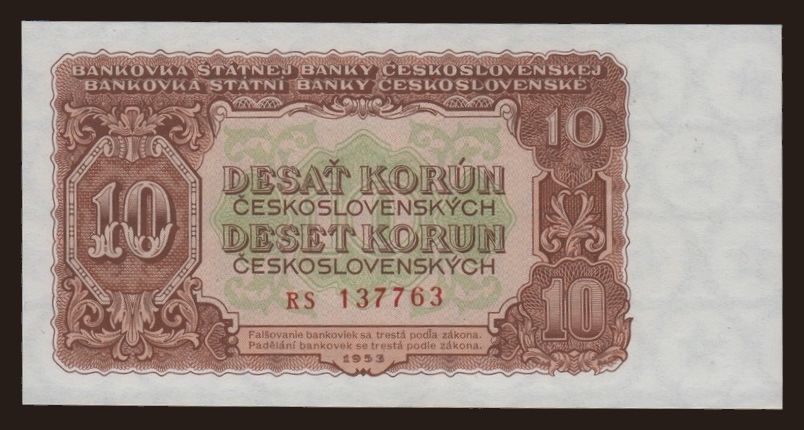 BANKOVKA ŠTÁTNEJ BANKY ČESKOSLOVENSKEJ
BANKOVKA STÁTNÍ BANKY ČESKOSLOVENSKÉ
10
10
DESAŤ KORÚN
ČESKOSLOVENSKÝCH
DESET KORUN
ČESKOSLOVENSKÝCH
RS 137763
10
Falšovanie bankoviek sa trestá podľa zákona.
Padělání bankovek se trestá podle zákona.
1953